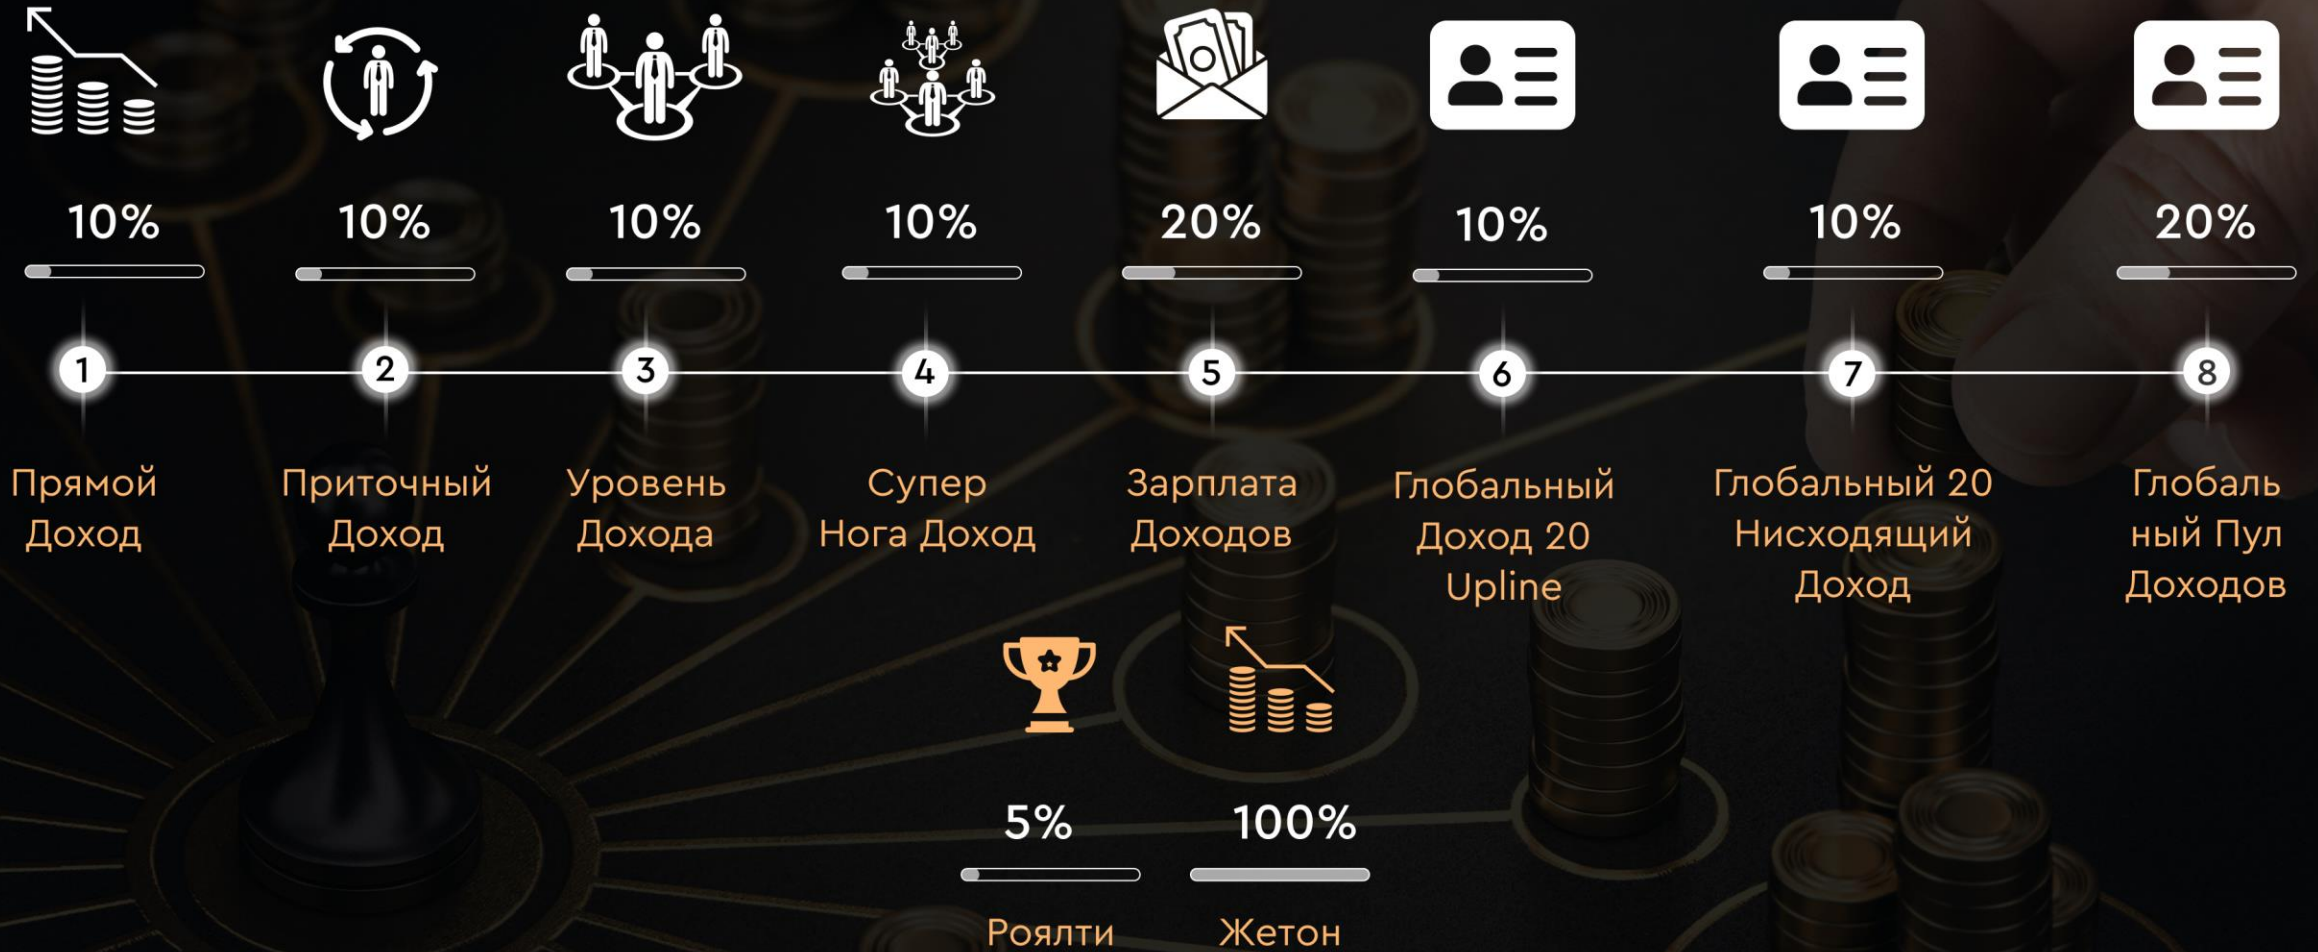 10% 10% 10% 10% 20% 10% 10% 20%
1 2 3 4 5 6 7 8
Прямой
Доход
Приточный
Доход
Уровень
Дохода
Супер
Нога Доход
Зарплата
Доходов
Глобальный
Доход 20
Upline
Глобальный 20
Нисходящий
Доход
Глобаль
ный Пул
Доходов
5% 100%
Роялти Жетон